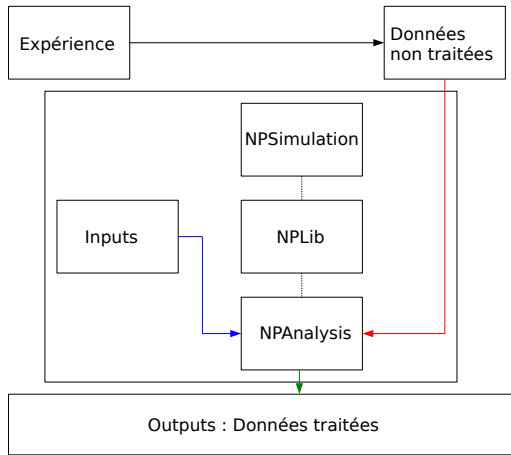 Expérience
Données
non traitées
NPSimulation
Inputs
NPLib
NPAnalysis
Outputs : Données traitées